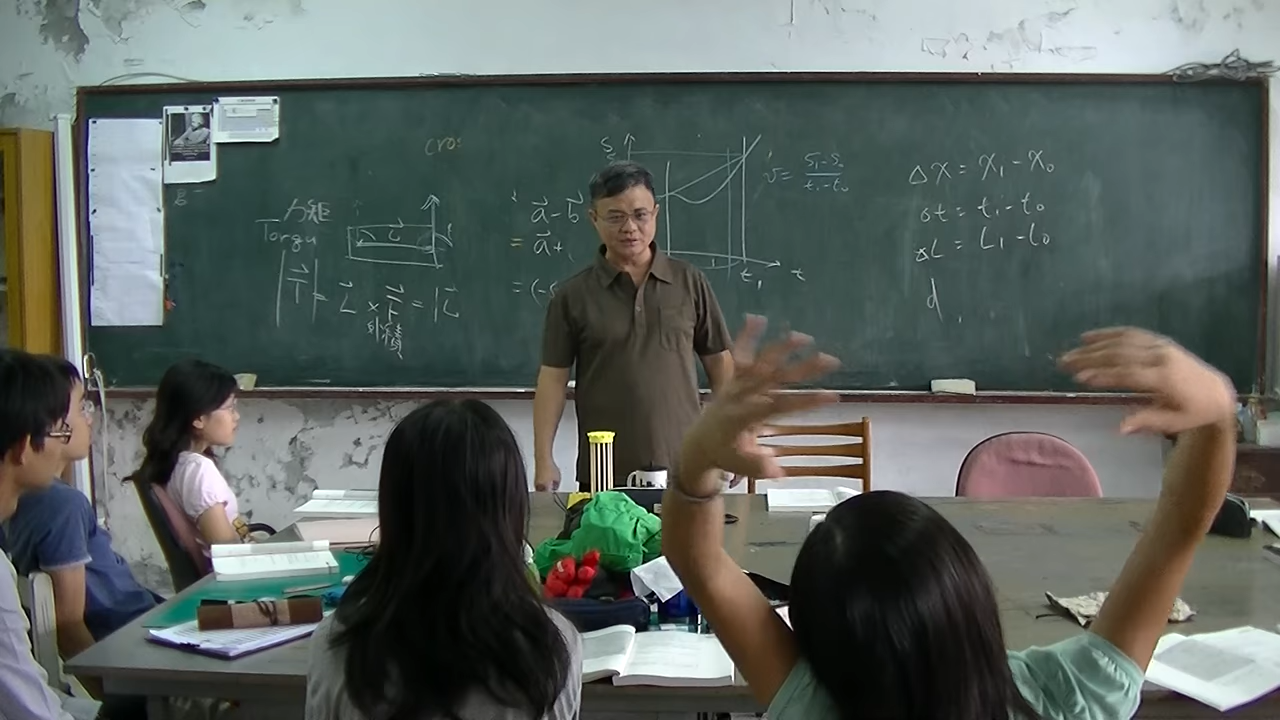 力矩
Torqu
|T⃗| = L⃗ × F⃗ = |L⃗
外積
cro
a⃗ - b⃗
= a⃗ +
= (-
S
t₁
t
v⃗ = S₁-S₀ / t₁-t₀
Δx = x₁ - x₀
Δt = t₁ - t₀
ΔL = L₁ - L₀
d